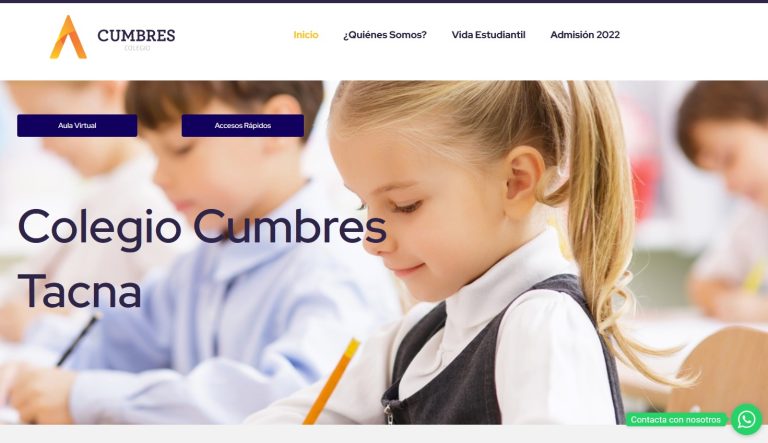 CUMBRES
COLEGIO
Inicio
¿Quiénes Somos?
Vida Estudiantil
Admisión 2022
Aula Virtual
Accesos Rápidos
Colegio Cumbres
Tacna
Contacta con nosotros